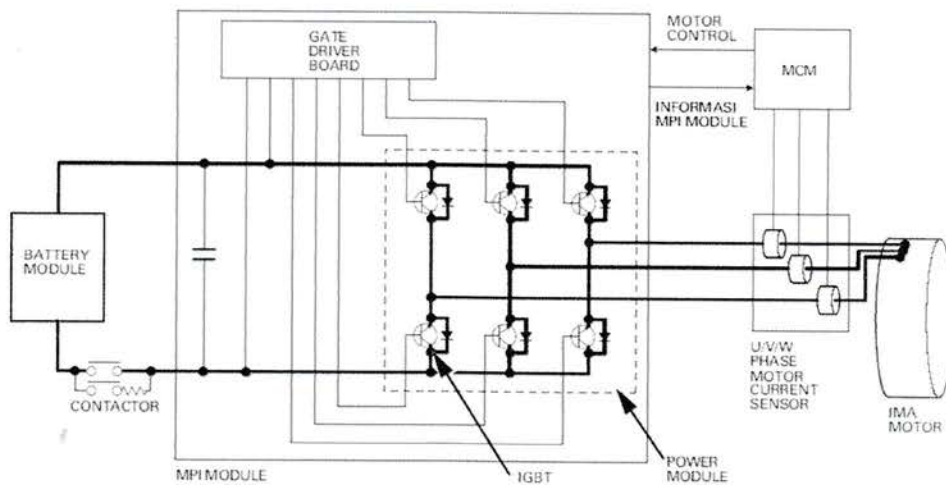 GATE
DRIVER
BOARD
MOTOR
CONTROL
MCM
INFORMASI
MPI MODULE
BATTERY
MODULE
CONTACTOR
U/V/W
PHASE
MOTOR
CURRENT
SENSOR
IMA
MOTOR
MPI MODULE
IGBT
POWER
MODULE